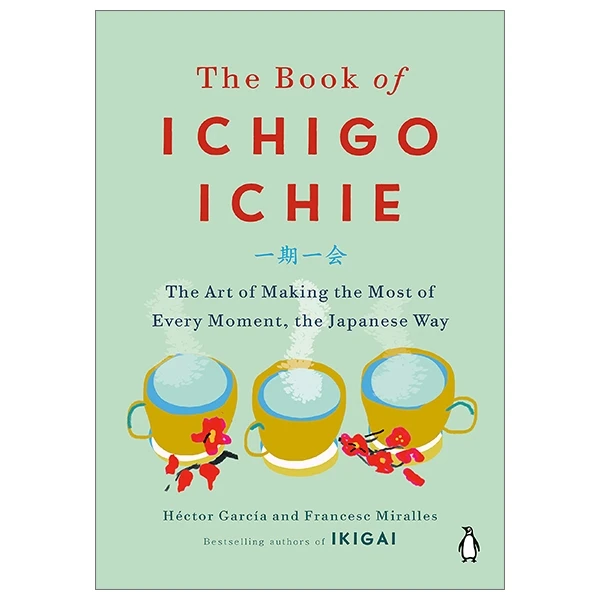 The Book of
ICHIGO
ICHIE
一期一会
The Art of Making the Most of
Every Moment, the Japanese Way
Héctor García and Francesc Miralles
Bestselling authors of IKIGAI